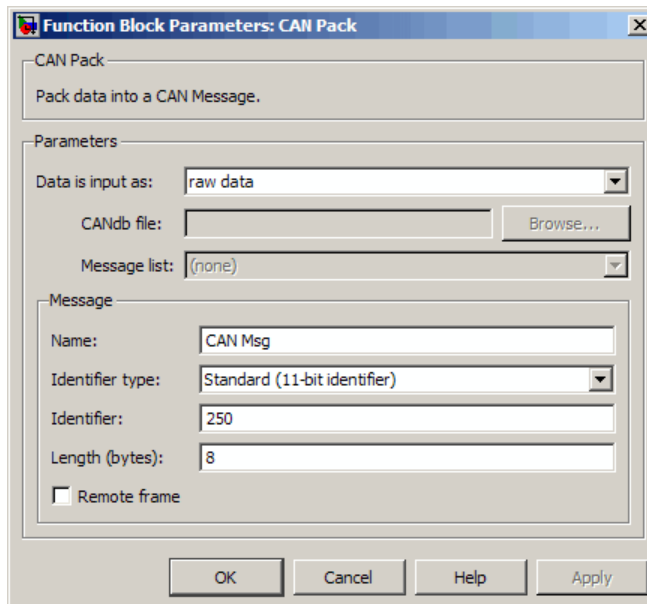 Function Block Parameters: CAN Pack
CAN Pack
Pack data into a CAN Message.
Parameters
Data is input as: raw data
CANdb file: Browse...
Message list: (none)
Message
Name: CAN Msg
Identifier type: Standard (11-bit identifier)
Identifier: 250
Length (bytes): 8
Remote frame
OK Cancel Help Apply